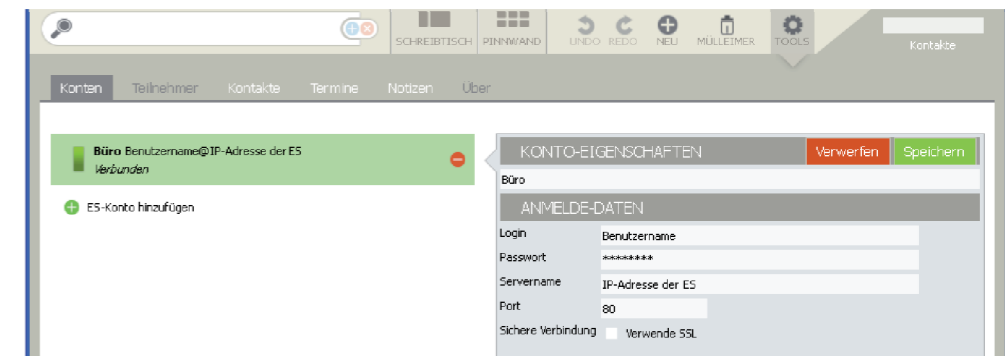 SCHREIBTISCH PINNWAND UNDO REDO NEU MÜLLEIMER TOOLS
Kontakte
Konten Teilnehmer Kontakte Termine Notizen Über
Büro Benutzername@IP-Adresse der ES
Verbunden
ES-Konto hinzufügen
KONTO-EIGENSCHAFTEN Verwerfen Speichern
Büro
ANMELDE-DATEN
Login Benutzername
Passwort ********
Servername IP-Adresse der ES
Port 80
Sichere Verbindung Verwende SSL